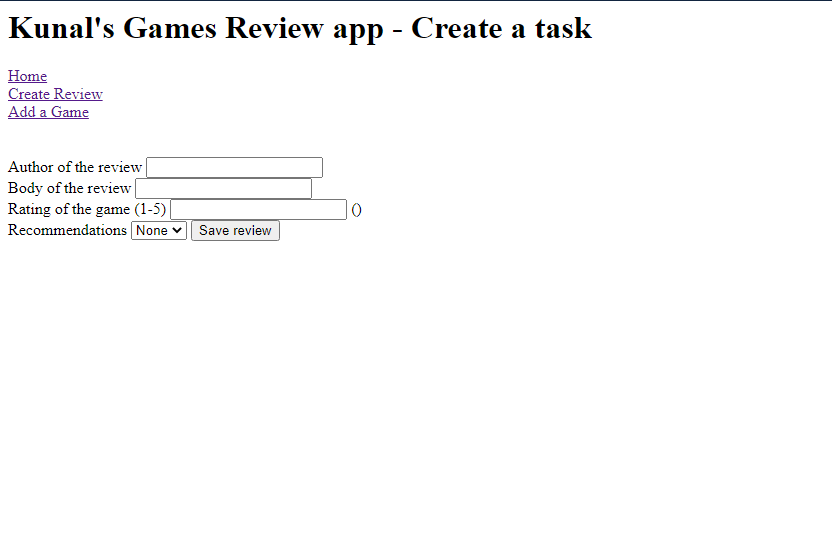 Kunal's Games Review app - Create a task
Home
Create Review
Add a Game
Author of the review
Body of the review
Rating of the game (1-5) ()
Recommendations None Save review